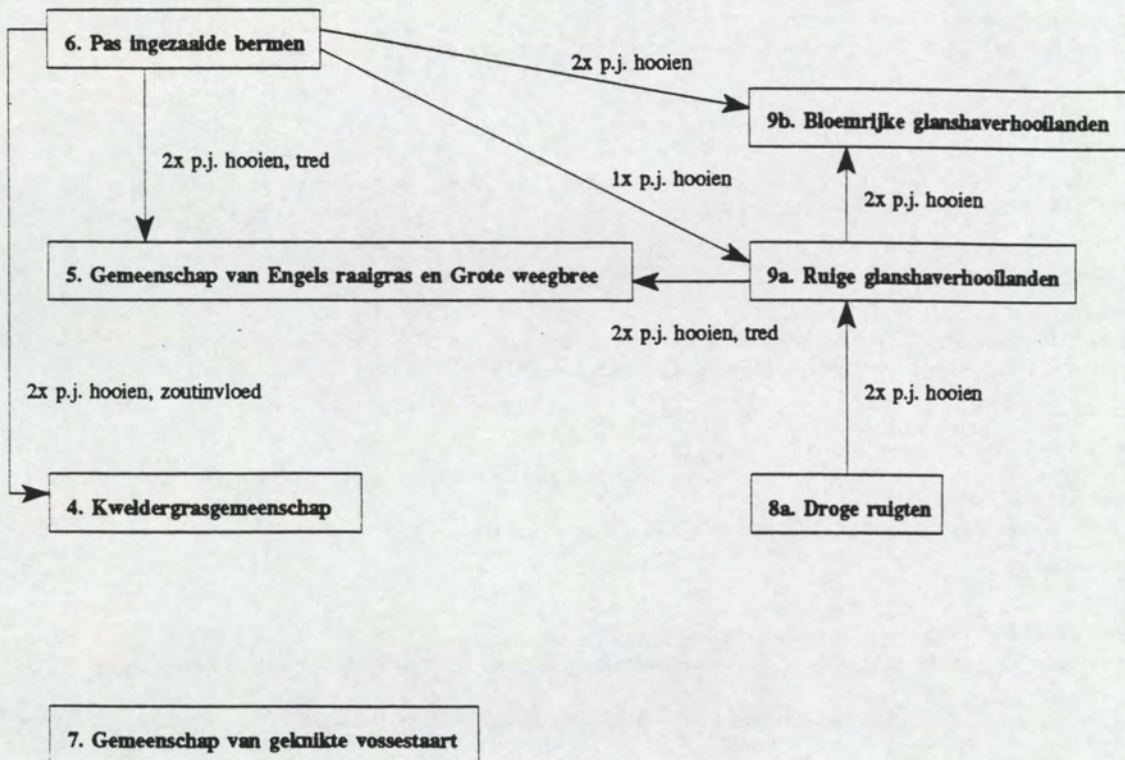 6. Pas ingezaaide bermen
2x p.j. hooien
9b. Bloemrijke glanshaverhooilanden
2x p.j. hooien, tred
1x p.j. hooien
2x p.j. hooien
5. Gemeenschap van Engels raaigras en Grote weegbree
9a. Ruige glanshaverhooilanden
2x p.j. hooien, tred
2x p.j. hooien, zoutinvloed
2x p.j. hooien
4. Kweldergrasgemeenschap
8a. Droge ruigten
7. Gemeenschap van geknikte vossestaart